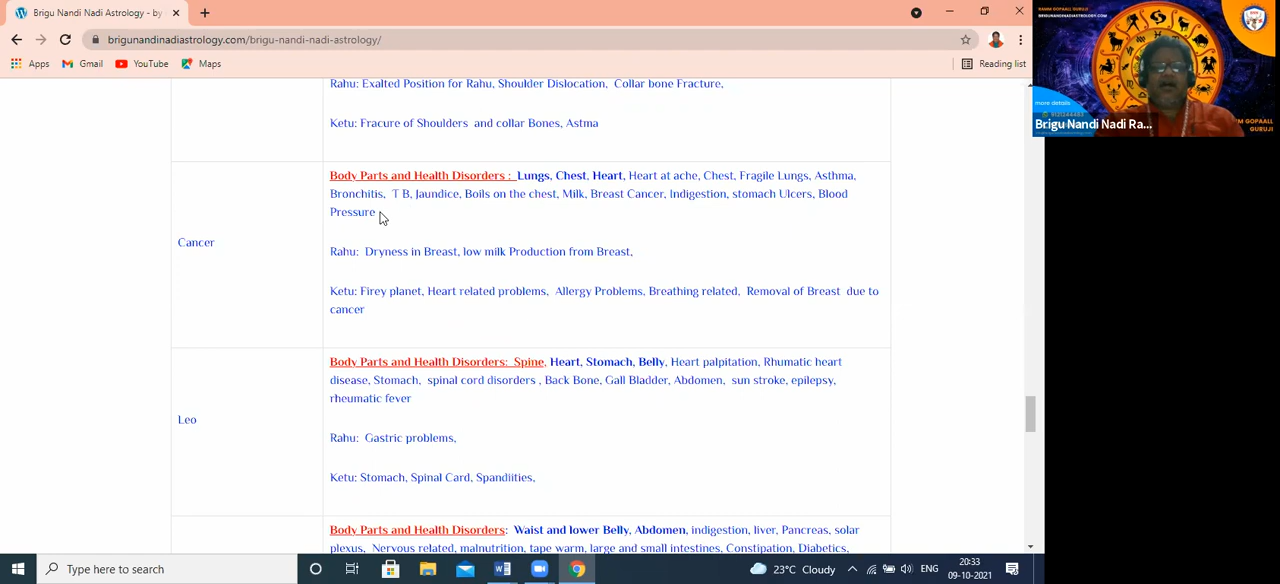 Brigu Nandi Nadi Astrology - by
brigunandinadiastrology.com/brigu-nandi-nadi-astrology/
Apps
Gmail
YouTube
Maps
Reading list
RAMM GOPAALL GURUJI
BRIGUNANDINADIASTROLOGY.COM
more details
Brigu Nandi Nadi Ra...
Rahu: Exalted Position for Rahu, Shoulder Dislocation, Collar bone Fracture,
Ketu: Fracure of Shoulders and collar Bones, Astma
Cancer
Body Parts and Health Disorders : Lungs, Chest, Heart, Heart at ache, Chest, Fragile Lungs, Asthma,
Bronchitis, T B, Jaundice, Boils on the chest, Milk, Breast Cancer, Indigestion, stomach Ulcers, Blood
Pressure
Rahu: Dryness in Breast, low milk Production from Breast,
Ketu: Firey planet, Heart related problems, Allergy Problems, Breathing related, Removal of Breast due to
cancer
Leo
Body Parts and Health Disorders: Spine, Heart, Stomach, Belly, Heart palpitation, Rhumatic heart
disease, Stomach, spinal cord disorders , Back Bone, Gall Bladder, Abdomen, sun stroke, epilepsy,
rheumatic fever
Rahu: Gastric problems,
Ketu: Stomach, Spinal Card, Spandiities,
Body Parts and Health Disorders: Waist and lower Belly, Abdomen, indigestion, liver, Pancreas, solar
plexus, Nervous related, malnutrition, tape warm, large and small intestines, Constipation, Diabetics,
Type here to search
23°C Cloudy
ENG
20:33
09-10-2021